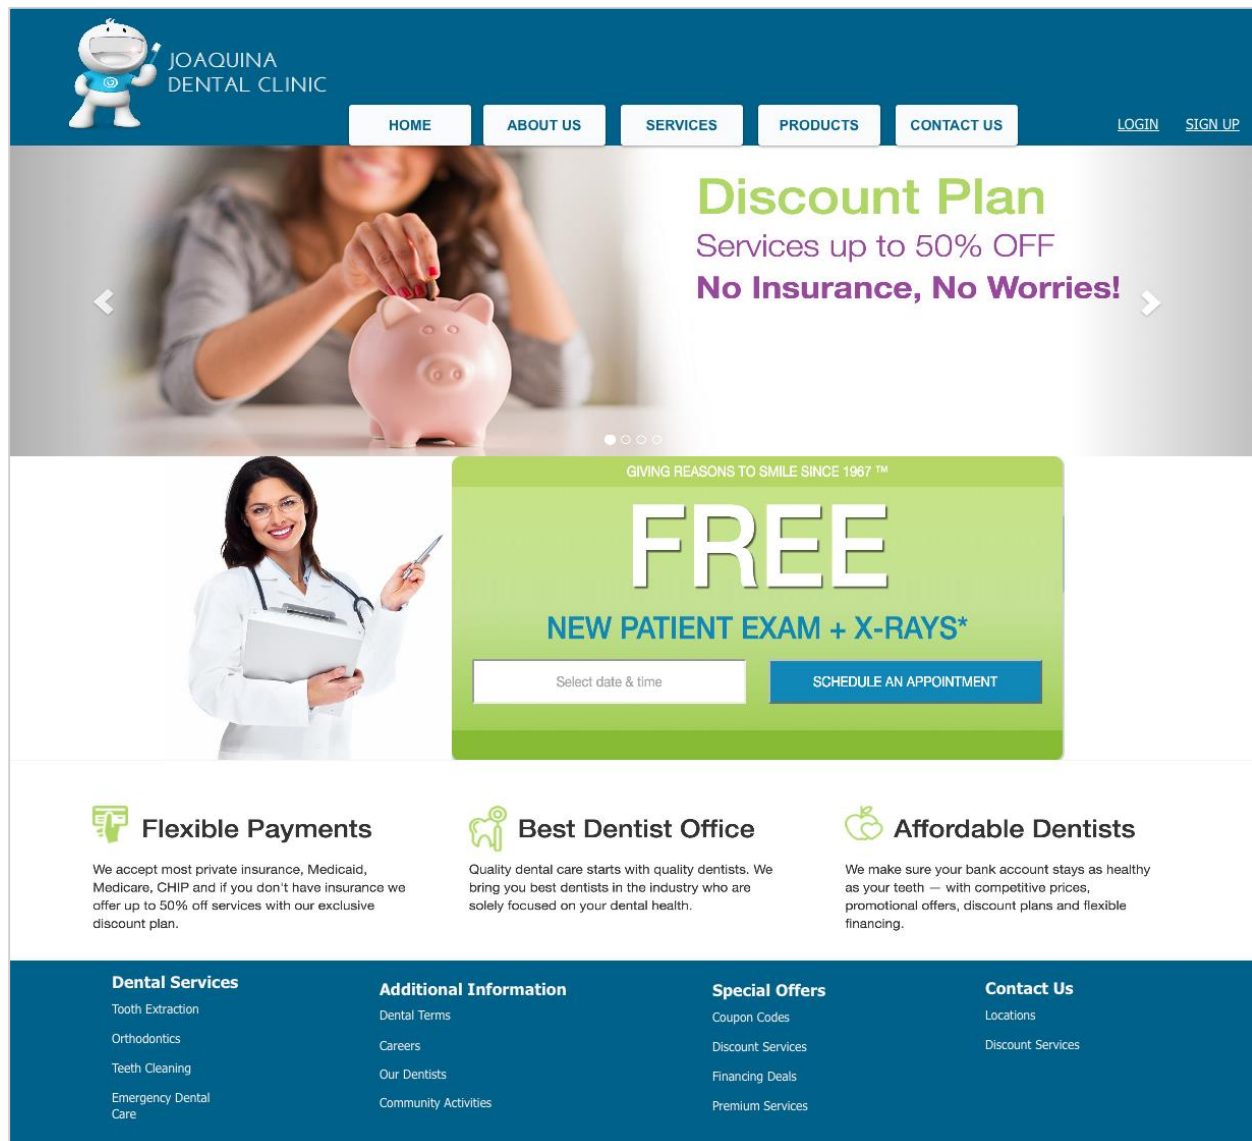 JOAQUINA
DENTAL CLINIC
HOME
ABOUT US
SERVICES
PRODUCTS
CONTACT US
LOGIN
SIGN UP
Discount Plan
Services up to 50% OFF
No Insurance, No Worries!
GIVING REASONS TO SMILE SINCE 1967 ™
FREE
NEW PATIENT EXAM + X-RAYS*
Select date & time
SCHEDULE AN APPOINTMENT
Flexible Payments
We accept most private insurance, Medicaid,
Medicare, CHIP and if you don't have insurance we
offer up to 50% off services with our exclusive
discount plan.
Best Dentist Office
Quality dental care starts with quality dentists. We
bring you best dentists in the industry who are
solely focused on your dental health.
Affordable Dentists
We make sure your bank account stays as healthy
as your teeth — with competitive prices,
promotional offers, discount plans and flexible
financing.
Dental Services
Tooth Extraction
Orthodontics
Teeth Cleaning
Emergency Dental
Care
Additional Information
Dental Terms
Careers
Our Dentists
Community Activities
Special Offers
Coupon Codes
Discount Services
Financing Deals
Premium Services
Contact Us
Locations
Discount Services